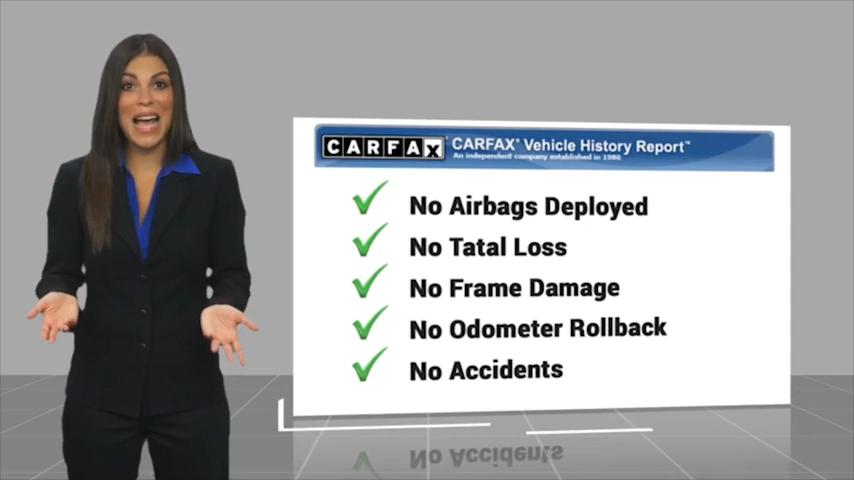 CARFAX CARFAX® Vehicle History Report™
An independent company established in 1986
No Airbags Deployed
No Tatal Loss
No Frame Damage
No Odometer Rollback
No Accidents
No Accidents